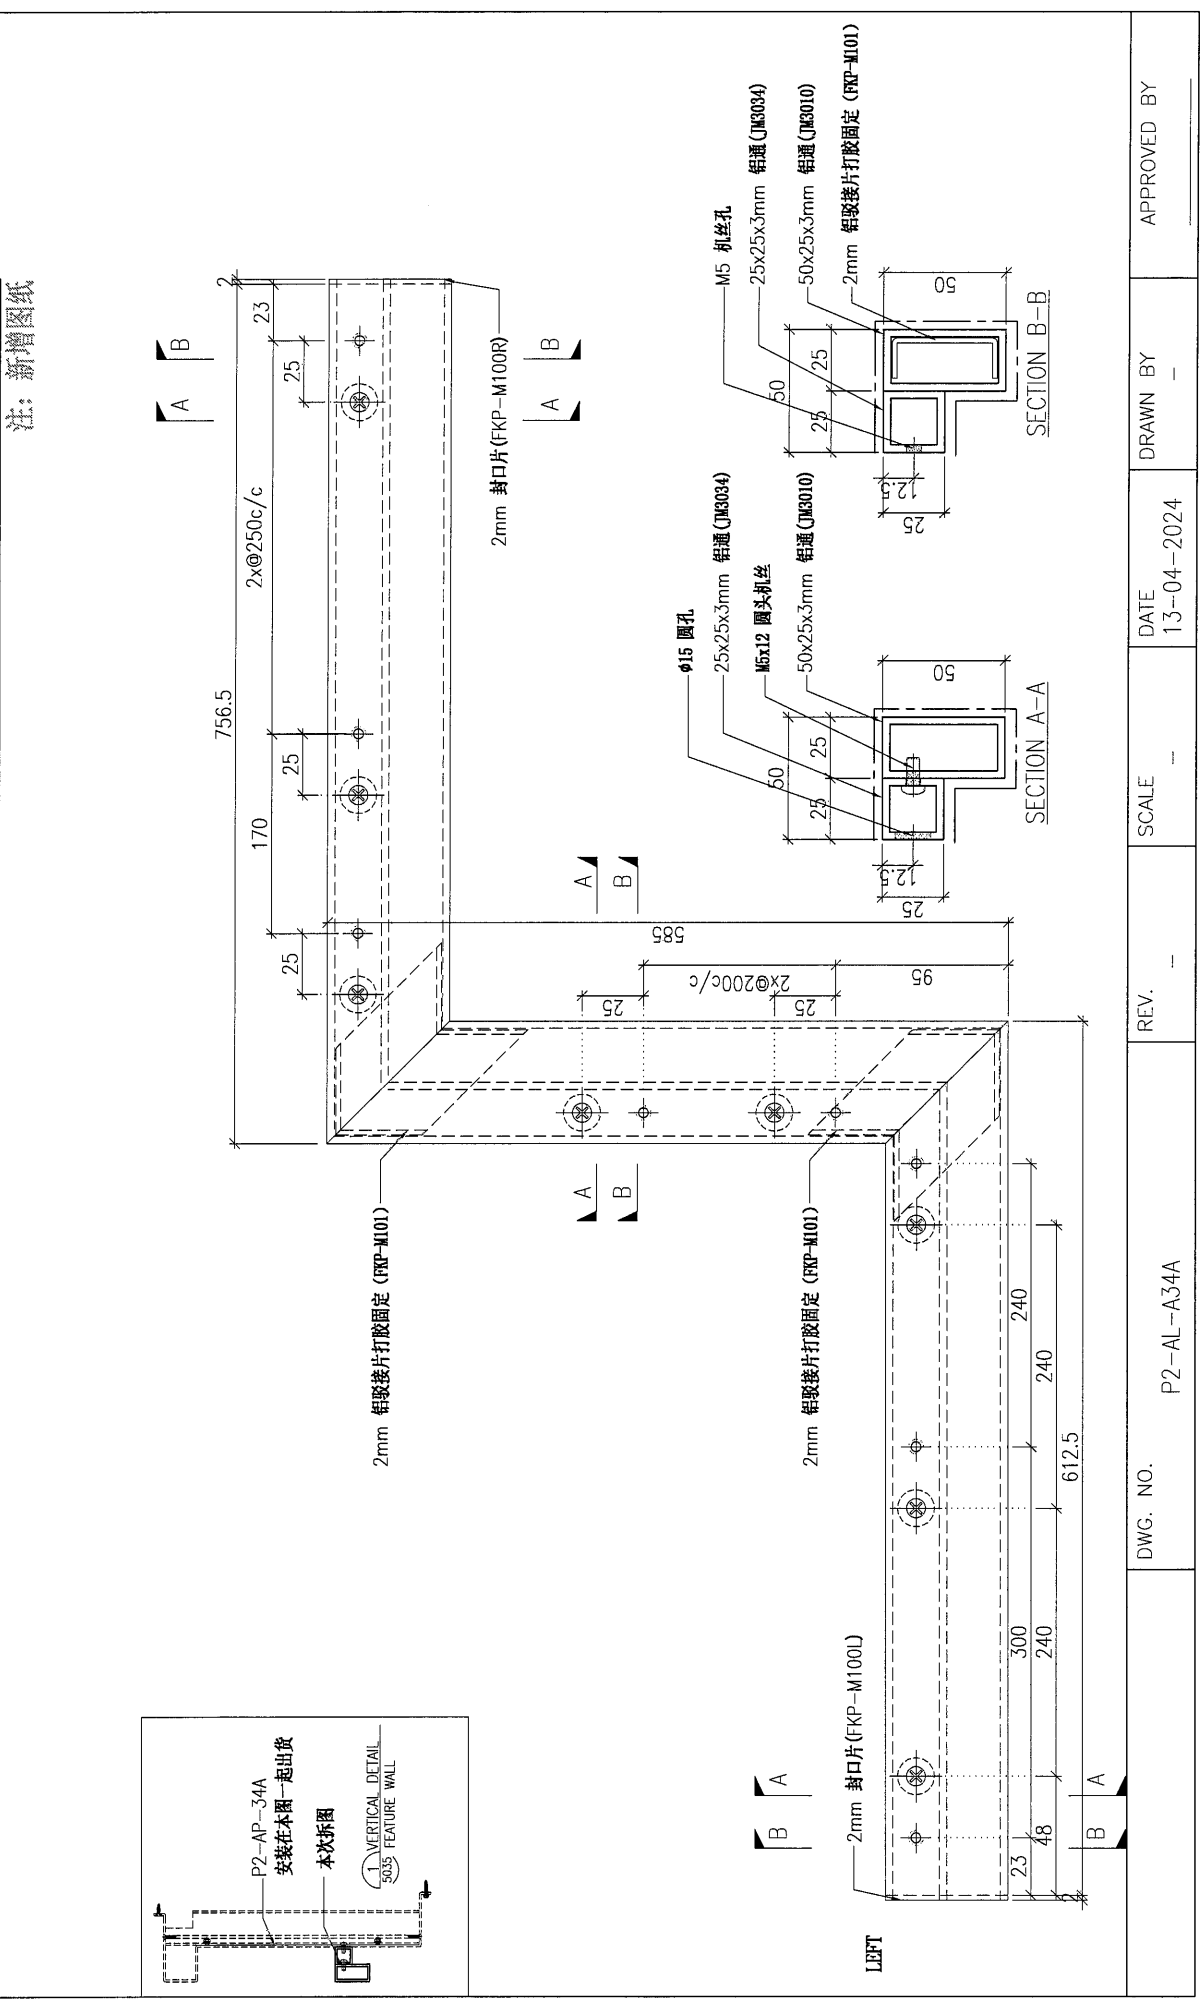 注: 新增图纸
P2-AP-34A
安装在本图一起出货
本次拆图
1
5035
VERTICAL DETAIL
FEATURE WALL
756.5
2
23
2x@250c/c
170
25
25
25
A
B
A
B
2mm 封口片(FKP-M100R)
2mm 铝驳接片打胶固定 (FKP-M101)
A
B
A
B
585
2x@200c/c
95
25
25
2mm 铝驳接片打胶固定 (FKP-M101)
240
240
300
240
612.5
23
48
2
B
A
B
A
2mm 封口片(FKP-M100L)
LEFT
φ15 圆孔
25x25x3mm 铝通(JM3034)
M5x12 圆头机丝
50x25x3mm 铝通(JM3010)
50
25
25
12.5
25
50
SECTION A-A
M5 机丝孔
25x25x3mm 铝通(JM3034)
50x25x3mm 铝通(JM3010)
2mm 铝驳接片打胶固定 (FKP-M101)
50
25
25
12.5
25
50
SECTION B-B
DWG. NO.
P2-AL-A34A
REV.
-
SCALE
-
DATE
13-04-2024
DRAWN BY
-
APPROVED BY